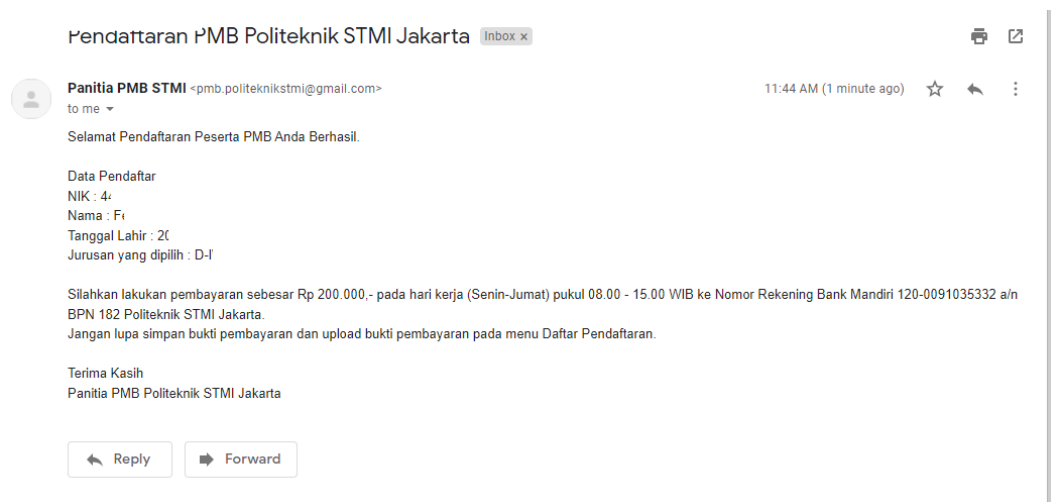 Pendaftaran PMB Politeknik STMI Jakarta Inbox x
Panitia PMB STMI <pmb.politeknikstmi@gmail.com> 11:44 AM (1 minute ago)
to me
Selamat Pendaftaran Peserta PMB Anda Berhasil.
Data Pendaftar
NIK : 44
Nama : Fe
Tanggal Lahir : 20
Jurusan yang dipilih : D-I
Silahkan lakukan pembayaran sebesar Rp 200.000,- pada hari kerja (Senin-Jumat) pukul 08.00 - 15.00 WIB ke Nomor Rekening Bank Mandiri 120-0091035332 a/n
BPN 182 Politeknik STMI Jakarta.
Jangan lupa simpan bukti pembayaran dan upload bukti pembayaran pada menu Daftar Pendaftaran.
Terima Kasih
Panitia PMB Politeknik STMI Jakarta
Reply Forward